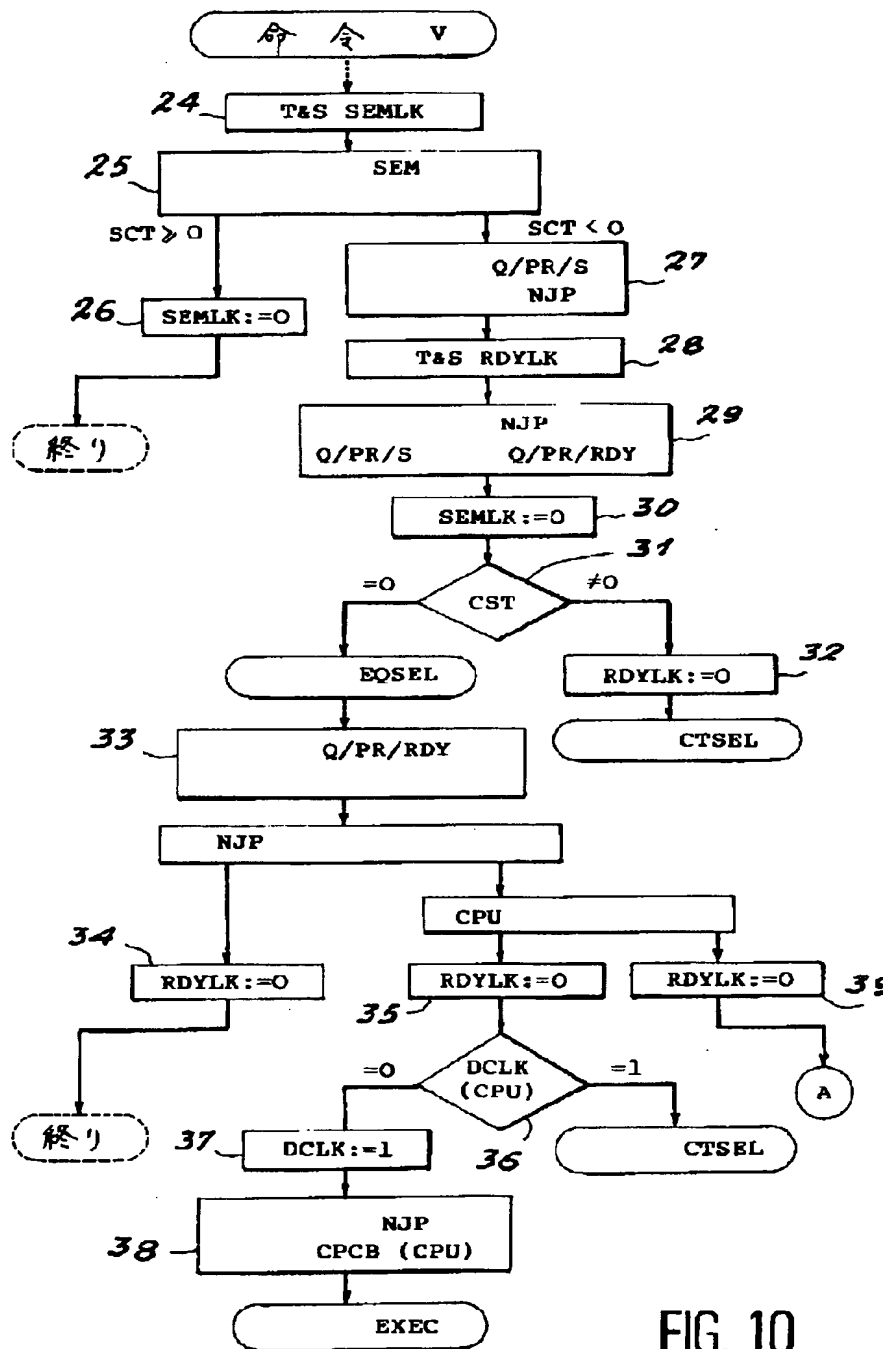 命 令 V
24
T&S SEMLK
25
SEM
SCT ≥ 0
SCT < 0
Q/PR/S
NJP
27
26
SEMLK:=0
T&S RDYLK
28
終り
NJP
Q/PR/S Q/PR/RDY
29
SEMLK:=0
30
31
=0
CST
≠0
EQSEL
RDYLK:=0
32
33
Q/PR/RDY
CTSEL
NJP
CPU
34
RDYLK:=0
RDYLK:=0
35
RDYLK:=0
=0
DCLK
(CPU)
=1
A
終り
37
DCLK:=1
36
CTSEL
38
NJP
CPCB (CPU)
EXEC
FIG 10